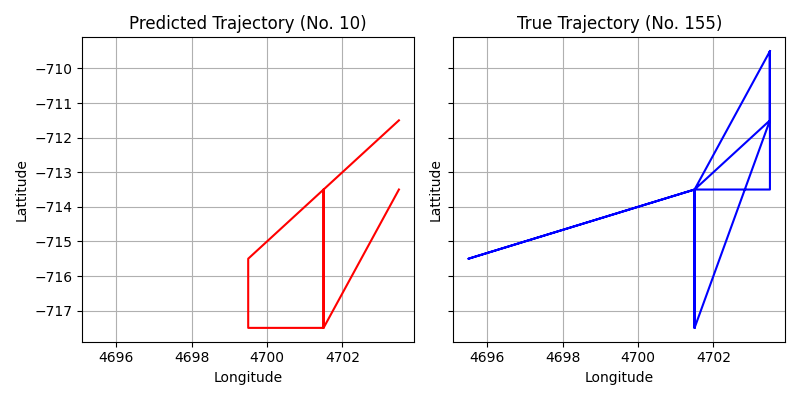 Predicted Trajectory (No. 10)
True Trajectory (No. 155)
−710
−711
−712
−713
−714
−715
−716
−717
Lattitude
Lattitude
4696
4698
4700
4702
4696
4698
4700
4702
Longitude
Longitude